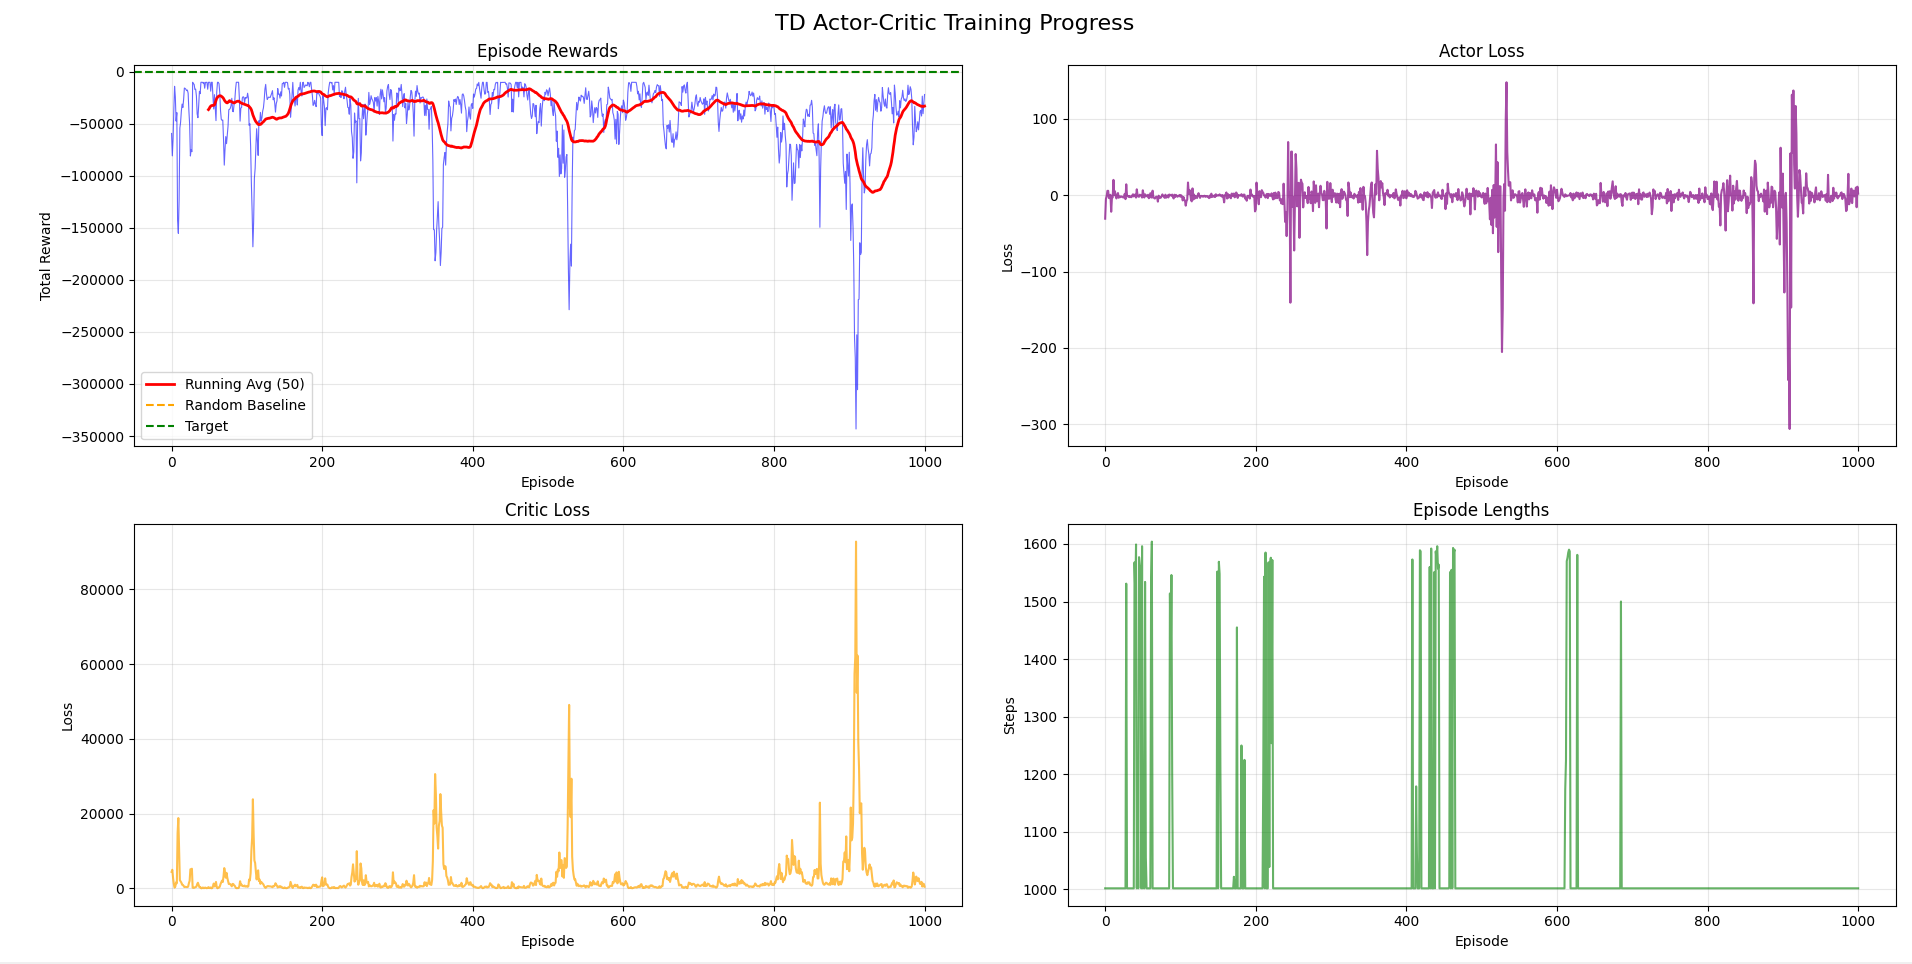 TD Actor-Critic Training Progress
Episode Rewards
Total Reward
0
−50000
−100000
−150000
−200000
−250000
−300000
−350000
Running Avg (50)
Random Baseline
Target
0 200 400 600 800 1000
Episode
Actor Loss
Loss
100
0
−100
−200
−300
0 200 400 600 800 1000
Episode
Critic Loss
Loss
80000
60000
40000
20000
0
0 200 400 600 800 1000
Episode
Episode Lengths
Steps
1600
1500
1400
1300
1200
1100
1000
0 200 400 600 800 1000
Episode